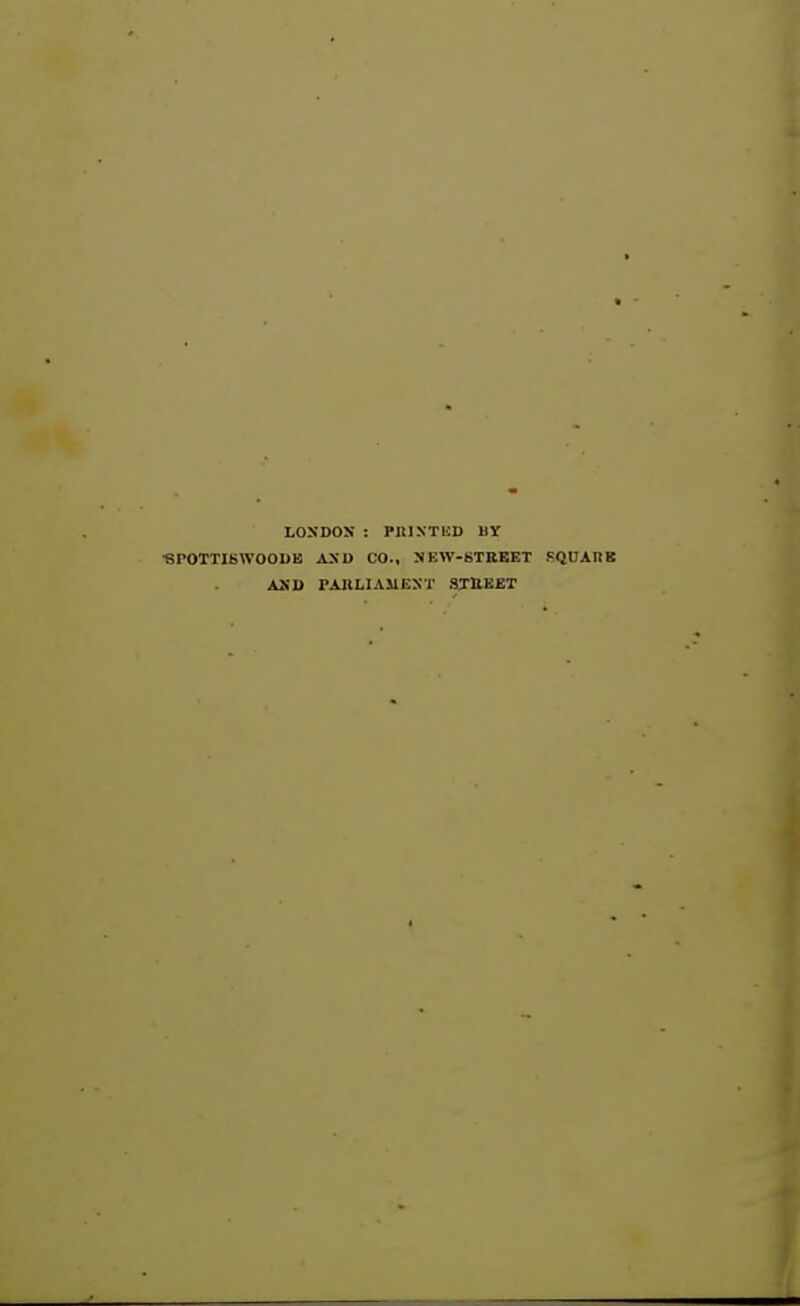 LONDON : PRINTED BY
SPOTTISWOODE AND CO., NEW-STREET SQUARE
AND PARLIAMENT STREET